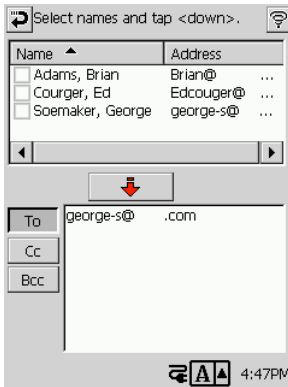 Select names and tap <down>.
Name Address
Adams, Brian Brian@ ...
Courger, Ed Edcouger@ ...
Soemaker, George george-s@ ...
To
george-s@ .com
Cc
Bcc
A 4:47PM